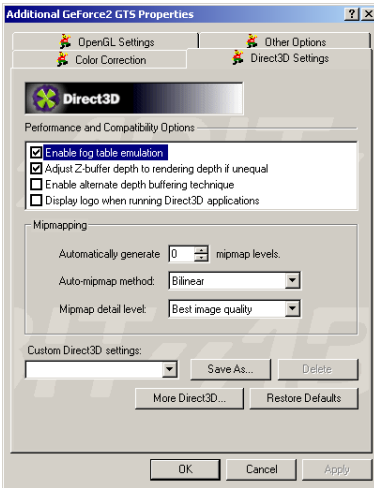 Additional GeForce2 GTS Properties
OpenGL Settings
Other Options
Color Correction
Direct3D Settings
Direct3D
Performance and Compatibility Options
Enable fog table emulation
Adjust Z-buffer depth to rendering depth if unequal
Enable alternate depth buffering technique
Display logo when running Direct3D applications
Mipmapping
Automatically generate 0 mipmap levels.
Auto-mipmap method: Bilinear
Mipmap detail level: Best image quality
Custom Direct3D settings:
Save As... Delete
More Direct3D... Restore Defaults
OK Cancel Apply